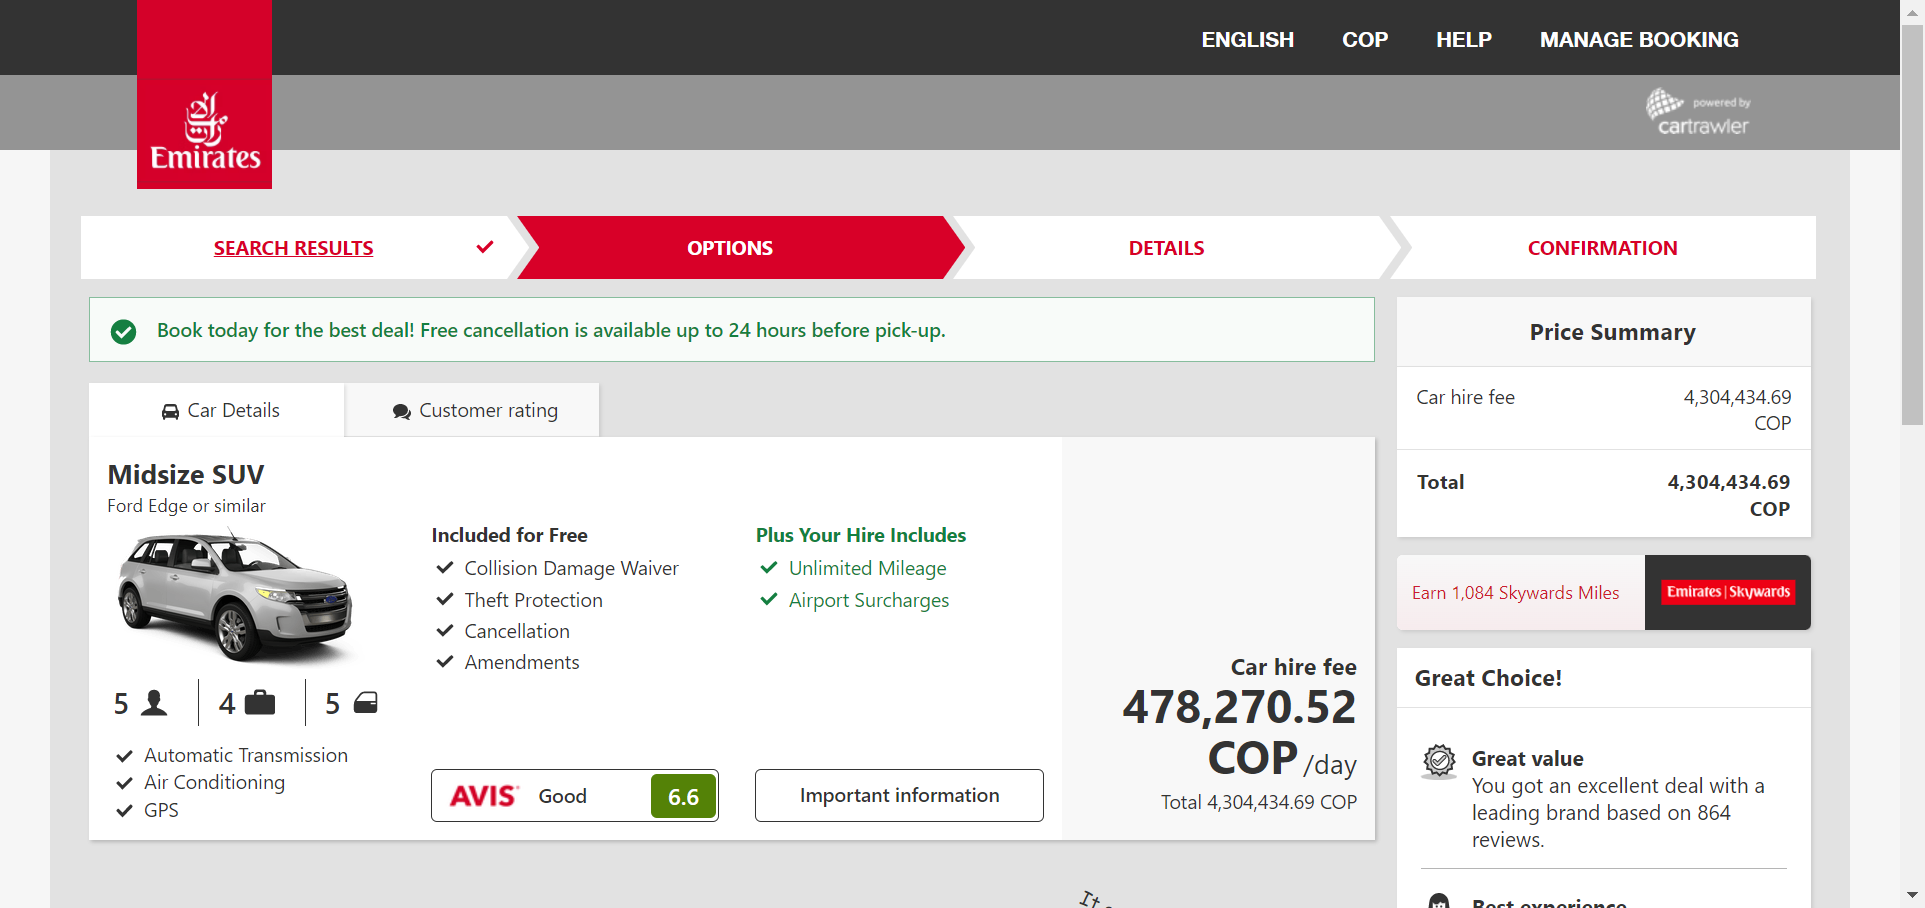 ENGLISH COP HELP MANAGE BOOKING
powered by
cartrawler
Emirates
SEARCH RESULTS OPTIONS DETAILS CONFIRMATION
Book today for the best deal! Free cancellation is available up to 24 hours before pick-up.
Car Details Customer rating
Midsize SUV
Ford Edge or similar
5 4 5
Automatic Transmission
Air Conditioning
GPS
Included for Free
Collision Damage Waiver
Theft Protection
Cancellation
Amendments
AVIS Good 6.6
Plus Your Hire Includes
Unlimited Mileage
Airport Surcharges
Important information
Car hire fee
478,270.52
COP /day
Total 4,304,434.69 COP
Price Summary
Car hire fee 4,304,434.69
COP
Total 4,304,434.69
COP
Earn 1,084 Skywards Miles Emirates | Skywards
Great Choice!
Great value
You got an excellent deal with a
leading brand based on 864
reviews.
Best experience
It